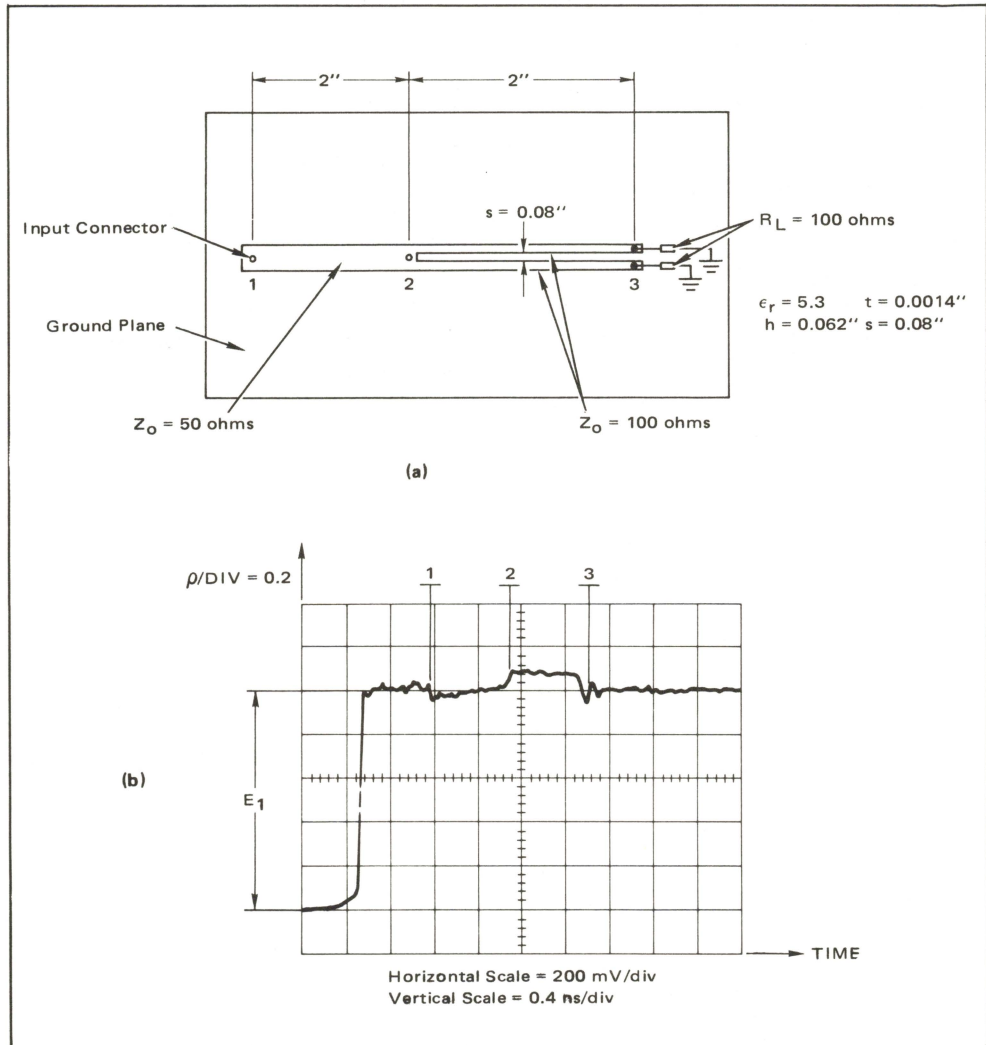 2''
2''
s = 0.08''
Input Connector
R_L = 100 ohms
1
2
3
ε_r = 5.3 t = 0.0014''
h = 0.062'' s = 0.08''
Ground Plane
Z_o = 50 ohms
Z_o = 100 ohms
(a)
ρ/DIV = 0.2
1
2
3
(b)
E_1
TIME
Horizontal Scale = 200 mV/div
Vertical Scale = 0.4 ns/div